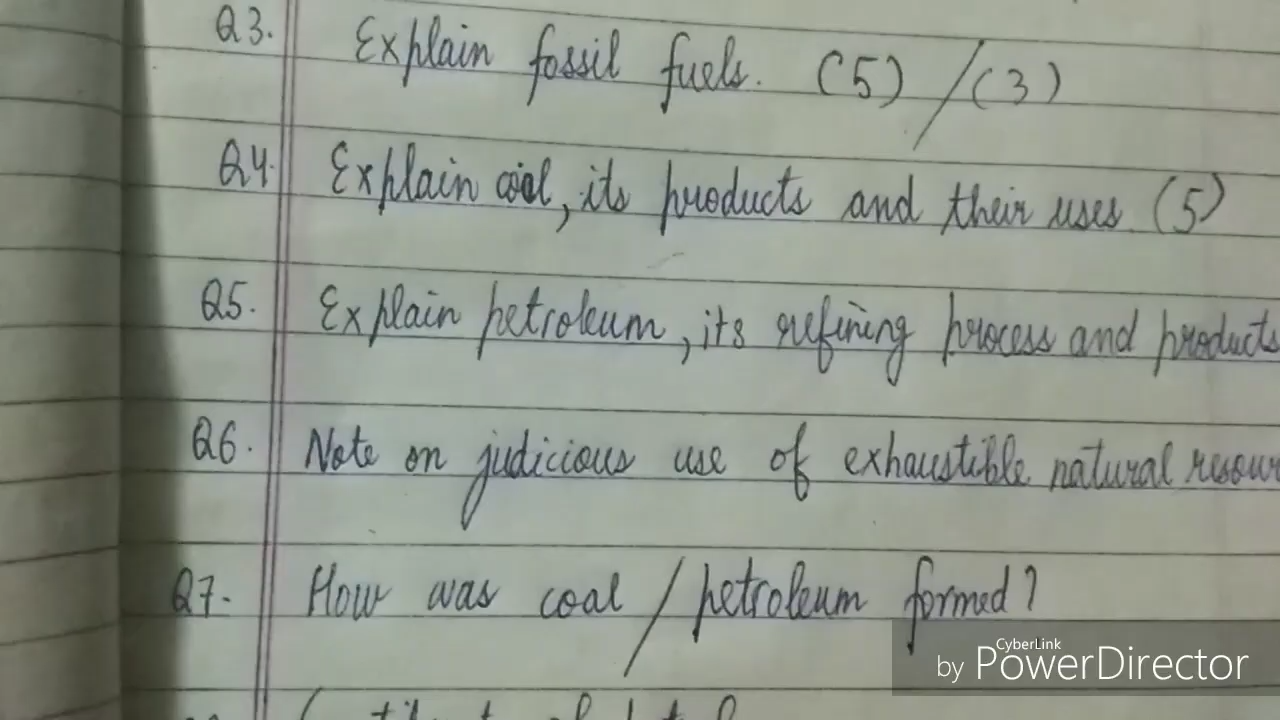 Q3. Explain fossil fuels. (5) / (3)
Q4. Explain coal, its products and their uses. (5)
Q5. Explain petroleum, its refining process and products
Q6. Note on judicious use of exhaustible natural resour
Q7. How was coal / petroleum formed?
CyberLink
by PowerDirector